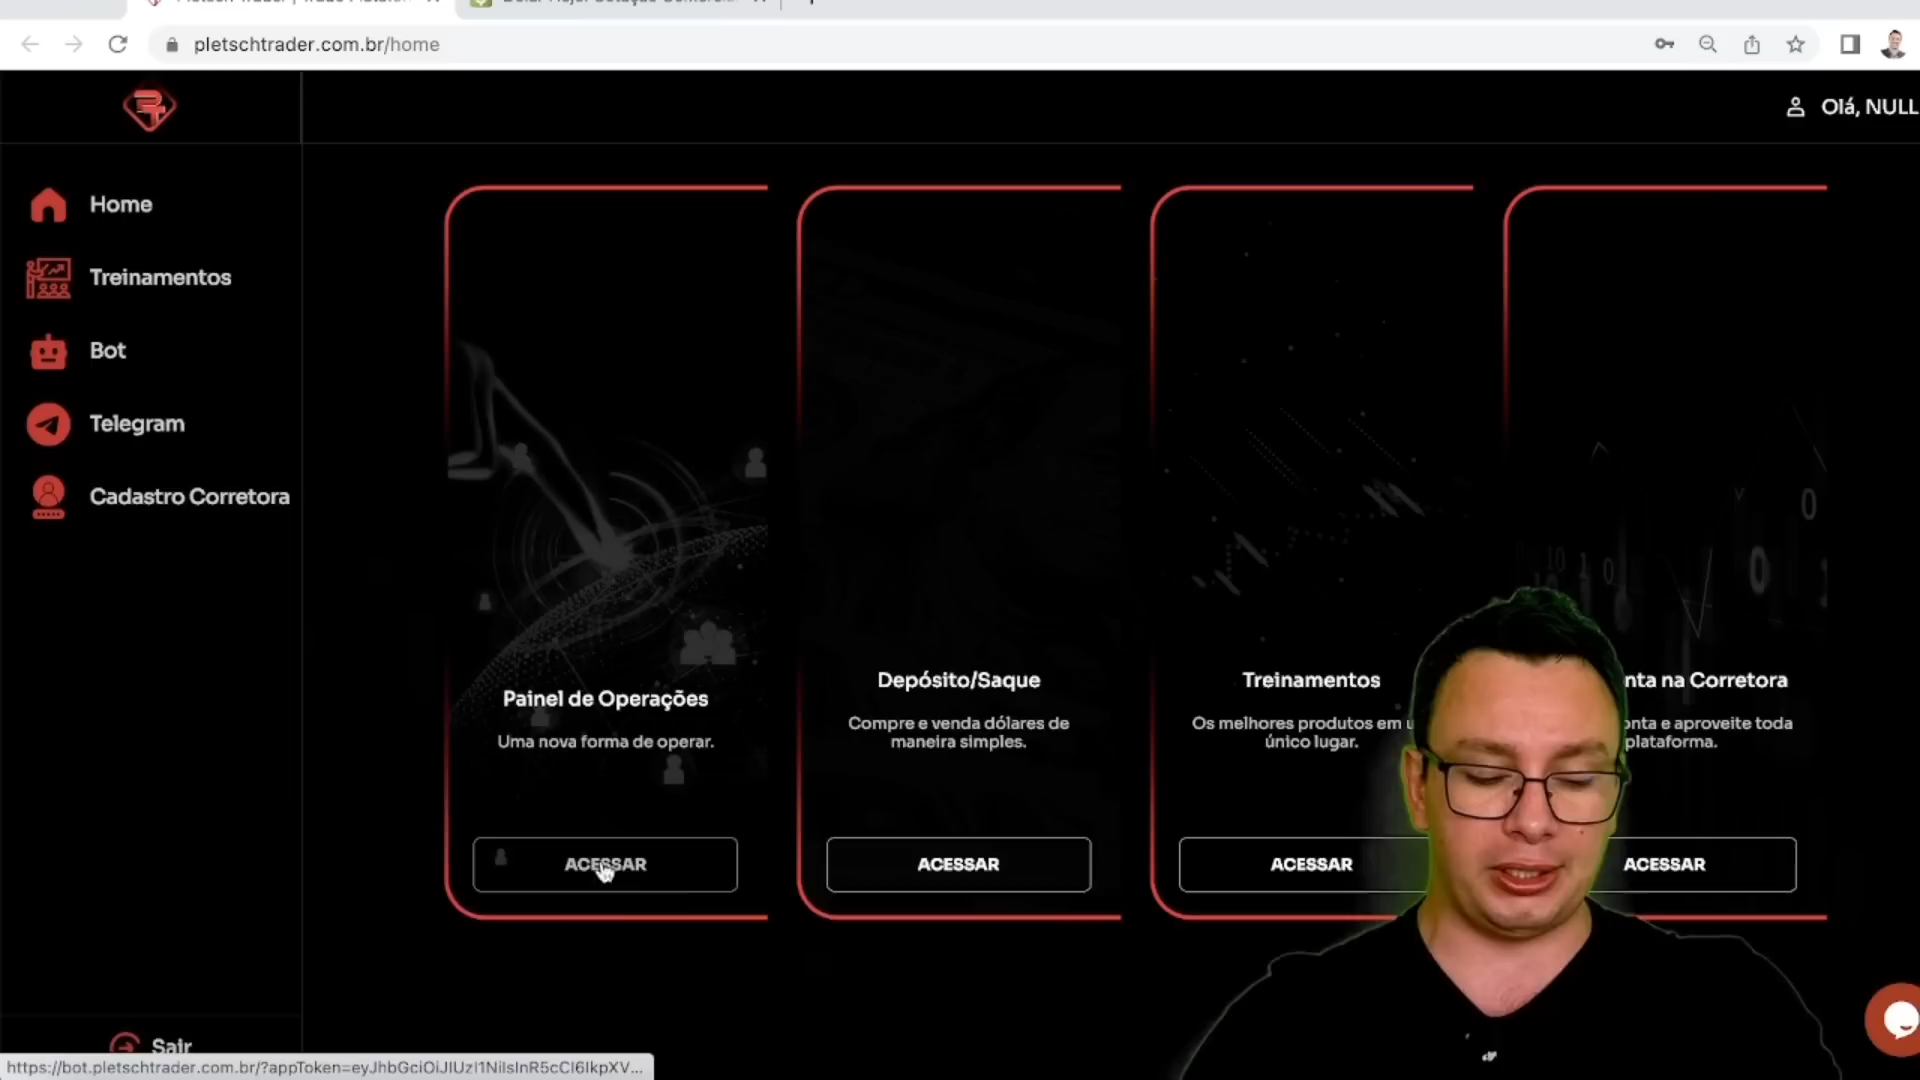 pletschtrader.com.br/home
Olá, NULL
Home
Treinamentos
Bot
Telegram
Cadastro Corretora
Sair
Painel de Operações
Uma nova forma de operar.
ACESSAR
Depósito/Saque
Compre e venda dólares de
maneira simples.
ACESSAR
Treinamentos
Os melhores produtos em u
único lugar.
ACESSAR
nta na Corretora
onta e aproveite toda
plataforma.
ACESSAR
https://bot.pletschtrader.com.br/?appToken=eyJhbGciOiJIUzI1NiIsInR5cCI6IkpXV...